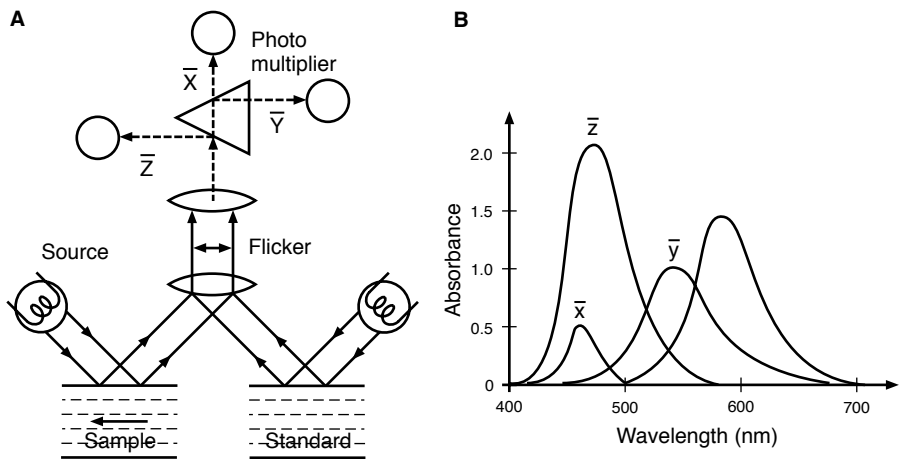 A
Photo
multiplier
X̅
Y̅
Z̅
Flicker
Source
Sample
Standard
B
Absorbance
2.0
1.5
1.0
0.5
0
z̅
y̅
x̅
400
500
600
700
Wavelength (nm)